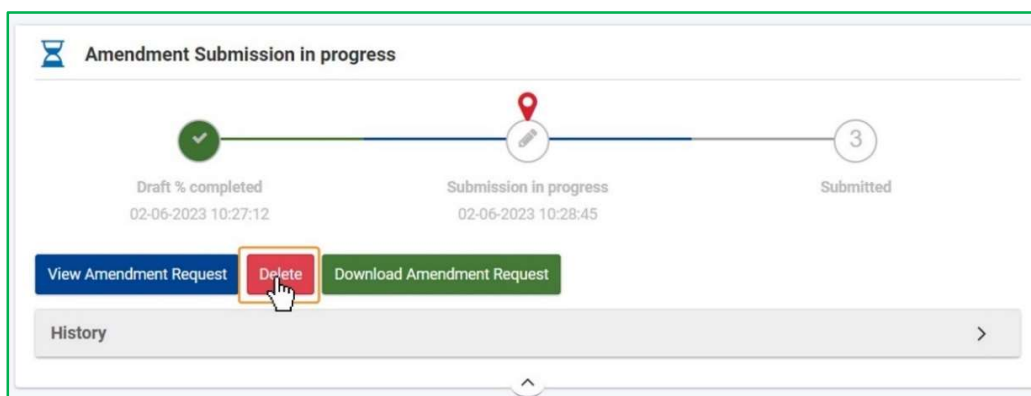 Amendment Submission in progress
3
Draft % completed
Submission in progress
Submitted
02-06-2023 10:27:12
02-06-2023 10:28:45
View Amendment Request
Delete
Download Amendment Request
History